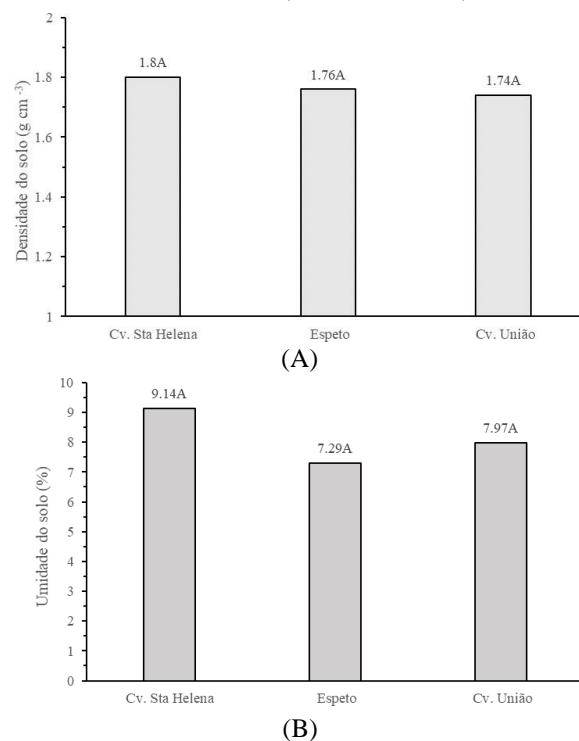 2
1.8
1.6
1.4
1.2
1
Densidade do solo (g cm -3)
1.8A
1.76A
1.74A
Cv. Sta Helena
Espeto
Cv. União
(A)
10
9
8
7
6
5
4
3
2
1
0
Umidade do solo (%)
9.14A
7.29A
7.97A
Cv. Sta Helena
Espeto
Cv. União
(B)